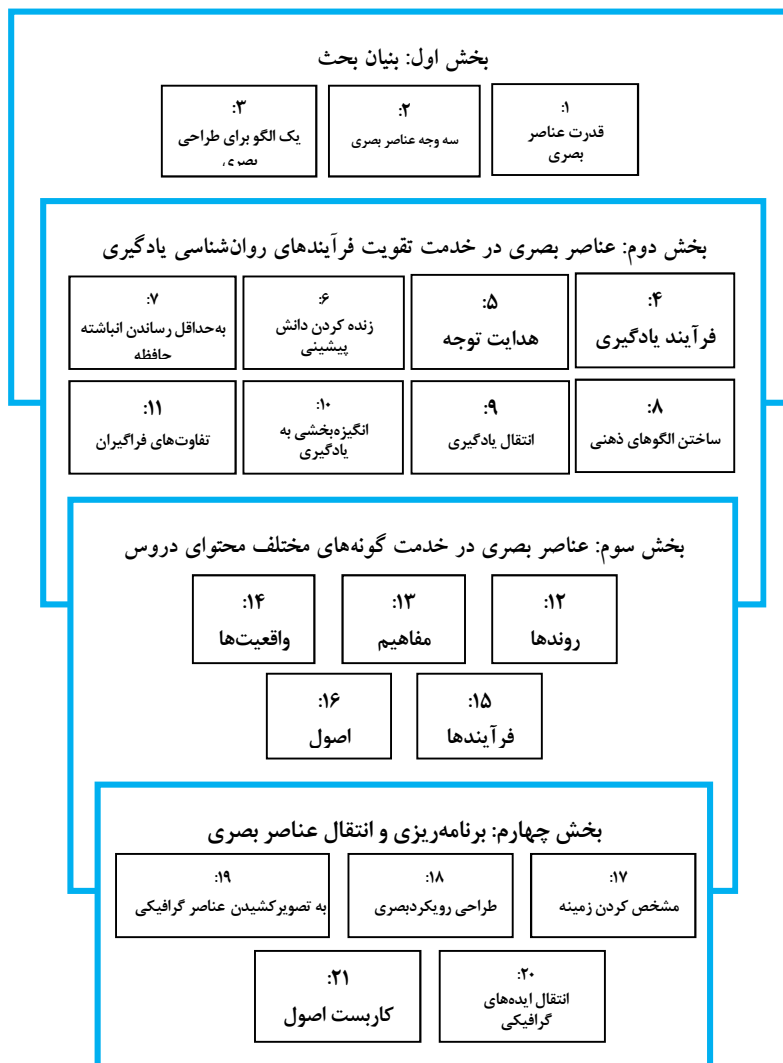 بخش اول: بنیان بحث
۱:
قدرت عناصر
بصری
۲:
سه وجه عناصر بصری
۳:
یک الگو برای طراحی
بصری
بخش دوم: عناصر بصری در خدمت تقویت فرآیندهای روان‌شناسی یادگیری
۴:
فرآیند یادگیری
۵:
هدایت توجه
۶:
زنده کردن دانش
پیشینی
۷:
به‌حداقل رساندن انباشته
حافظه
۸:
ساختن الگوهای ذهنی
۹:
انتقال یادگیری
۱۰:
انگیزه‌بخشی به
یادگیری
۱۱:
تفاوت‌های فراگیران
بخش سوم: عناصر بصری در خدمت گونه‌های مختلف محتوای دروس
۱۲:
روندها
۱۳:
مفاهیم
۱۴:
واقعیت‌ها
۱۵:
فرآیندها
۱۶:
اصول
بخش چهارم: برنامه‌ریزی و انتقال عناصر بصری
۱۷:
مشخص کردن زمینه
۱۸:
طراحی رویکردبصری
۱۹:
به تصویرکشیدن عناصر گرافیکی
۲۰:
انتقال ایده‌های
گرافیکی
۲۱:
کاربست اصول